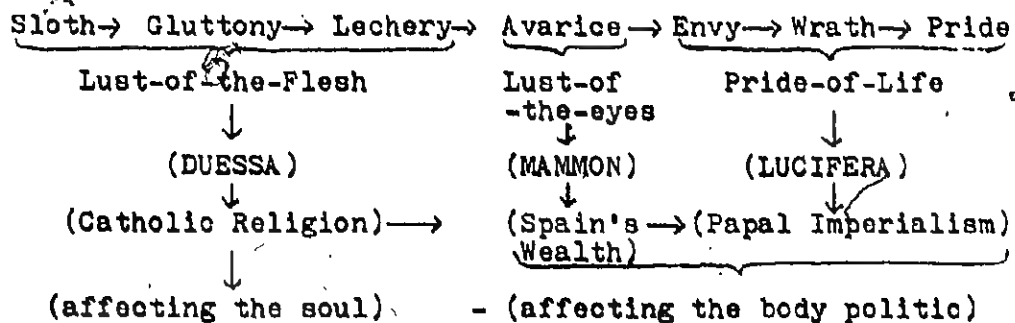 Sloth→ Gluttony→ Lechery→ Avarice → Envy→ Wrath→ Pride
Lust-of-the-Flesh Lust-of Pride-of-Life
-the-eyes
(DUESSA) (MAMMON) (LUCIFERA)
(Catholic Religion) → (Spain's → (Papal Imperialism)
Wealth)
(affecting the soul) - (affecting the body politic)